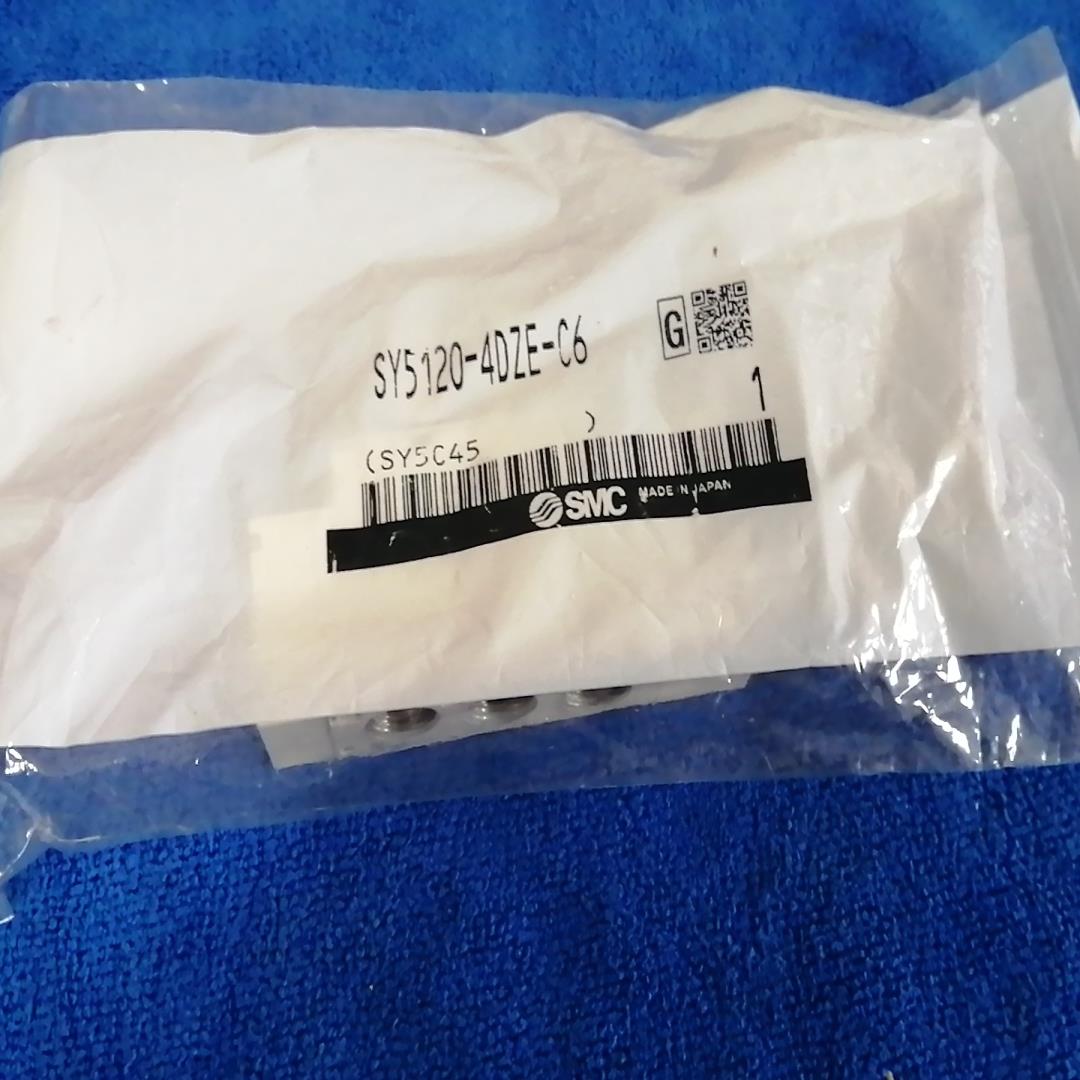 SY5120-4DZE-C6
G
1
(SY5C45 )
SMC MADE IN JAPAN